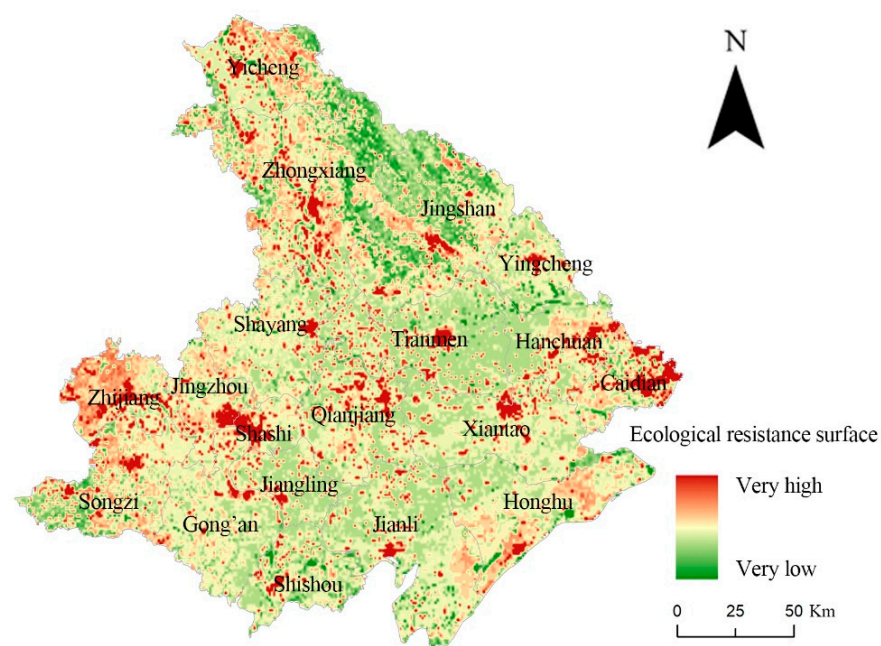 N
Yicheng
Zhongxiang
Jingshan
Yingcheng
Shayang
Tianmen
Hanchuan
Zhijiang
Jingzhou
Caidian
Qianjiang
Shashi
Xiantao
Ecological resistance surface
Very high
Jiangling
Songzi
Honghu
Gong'an
Jianli
Very low
Shishou
0 25 50 Km